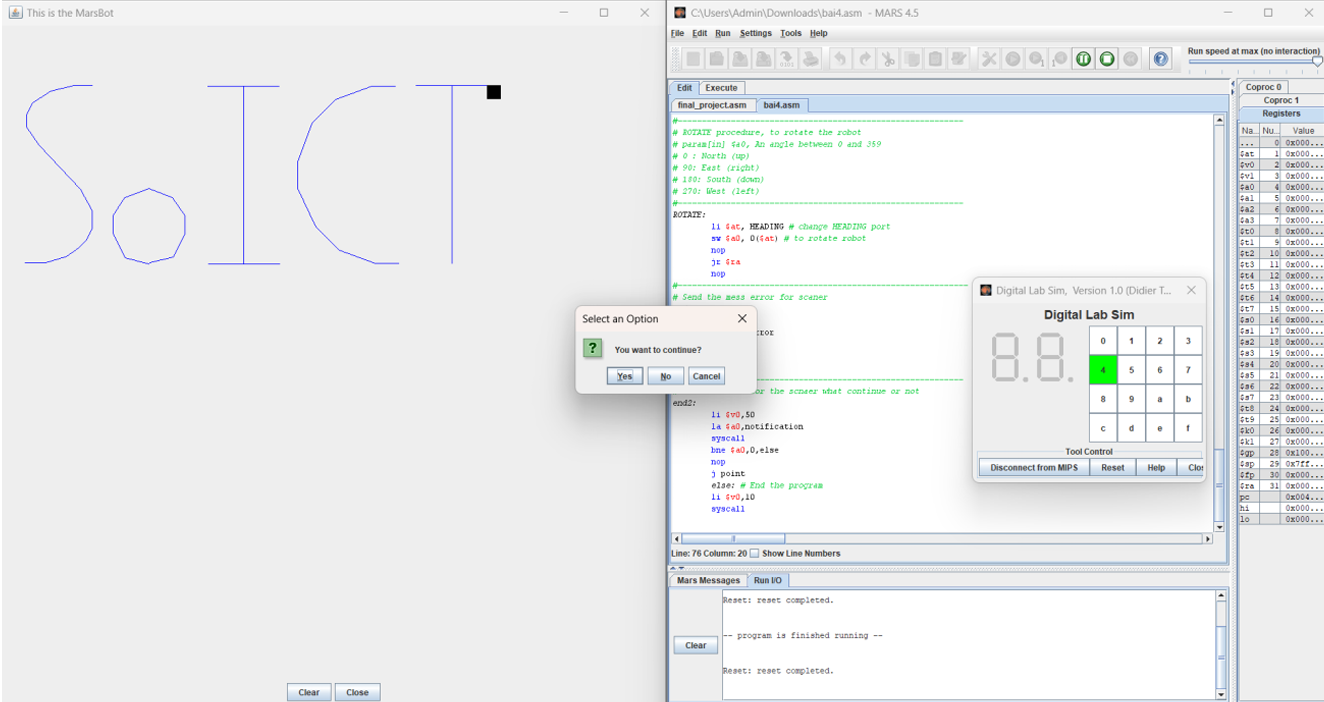 This is the MarsBot
SoICT
Clear Close
C:\Users\Admin\Downloads\bai4.asm - MARS 4.5
File Edit Run Settings Tools Help
Run speed at max (no interaction)
Edit Execute
final_project.asm bai4.asm
#-----------------------------------------------------------
# ROTATE procedure, to rotate the robot
# param[in] $a0, An angle between 0 and 359
# 0 : North (up)
# 90: East (right)
# 180: South (down)
# 270: West (left)
#-----------------------------------------------------------
ROTATE:
li $at, HEADING # change HEADING port
sw $a0, 0($at) # to rotate robot
nop
jr $ra
nop
#-----------------------------------------------------------
# Send the mess error for scaner
rror
-----------------------------------------
or the scnaer what continue or not
end2:
li $v0,50
la $a0,notification
syscall
bne $a0,0,else
nop
j point
else: # End the program
li $v0,10
syscall
Line: 76 Column: 20 Show Line Numbers
Mars Messages Run I/O
Clear
Reset: reset completed.
-- program is finished running --
Reset: reset completed.
Select an Option
?
You want to continue?
Yes No Cancel
Digital Lab Sim, Version 1.0 (Didier T...
Digital Lab Sim
8.8.
0 1 2 3
4 5 6 7
8 9 a b
c d e f
Tool Control
Disconnect from MIPS Reset Help Clos
Coproc 0
Coproc 1
Registers
Na... Nu... Value
... 0 0x000...
$at 1 0x000...
$v0 2 0x000...
$v1 3 0x000...
$a0 4 0x000...
$a1 5 0x000...
$a2 6 0x000...
$a3 7 0x000...
$t0 8 0x000...
$t1 9 0x000...
$t2 10 0x000...
$t3 11 0x000...
$t4 12 0x000...
$t5 13 0x000...
$t6 14 0x000...
$t7 15 0x000...
$s0 16 0x000...
$s1 17 0x000...
$s2 18 0x000...
$s3 19 0x000...
$s4 20 0x000...
$s5 21 0x000...
$s6 22 0x000...
$s7 23 0x000...
$t8 24 0x000...
$t9 25 0x000...
$k0 26 0x000...
$k1 27 0x000...
$gp 28 0x100...
$sp 29 0x7ff...
$fp 30 0x000...
$ra 31 0x000...
pc 0x004...
hi 0x000...
lo 0x000...